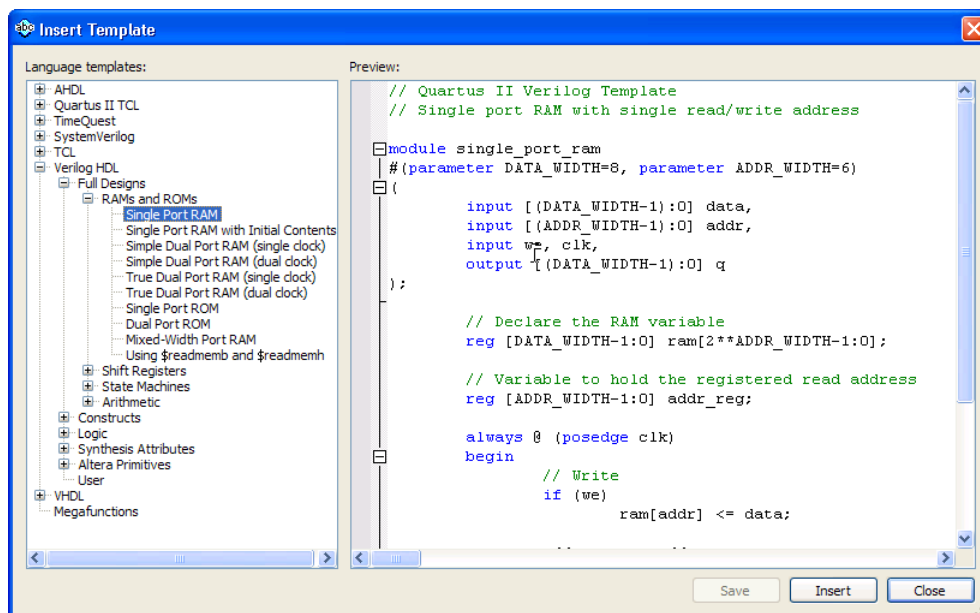 Insert Template
Language templates:
AHDL
Quartus II TCL
TimeQuest
SystemVerilog
TCL
Verilog HDL
Full Designs
RAMs and ROMs
Single Port RAM
Single Port RAM with Initial Contents
Simple Dual Port RAM (single clock)
Simple Dual Port RAM (dual clock)
True Dual Port RAM (single clock)
True Dual Port RAM (dual clock)
Single Port ROM
Dual Port ROM
Mixed-Width Port RAM
Using $readmemb and $readmemh
Shift Registers
State Machines
Arithmetic
Constructs
Logic
Synthesis Attributes
Altera Primitives
User
VHDL
Megafunctions
Preview:
// Quartus II Verilog Template
// Single port RAM with single read/write address
module single_port_ram
#(parameter DATA_WIDTH=8, parameter ADDR_WIDTH=6)
(
input [(DATA_WIDTH-1):0] data,
input [(ADDR_WIDTH-1):0] addr,
input we, clk,
output [(DATA_WIDTH-1):0] q
);
// Declare the RAM variable
reg [DATA_WIDTH-1:0] ram[2**ADDR_WIDTH-1:0];
// Variable to hold the registered read address
reg [ADDR_WIDTH-1:0] addr_reg;
always @ (posedge clk)
begin
// Write
if (we)
ram[addr] <= data;
Save
Insert
Close